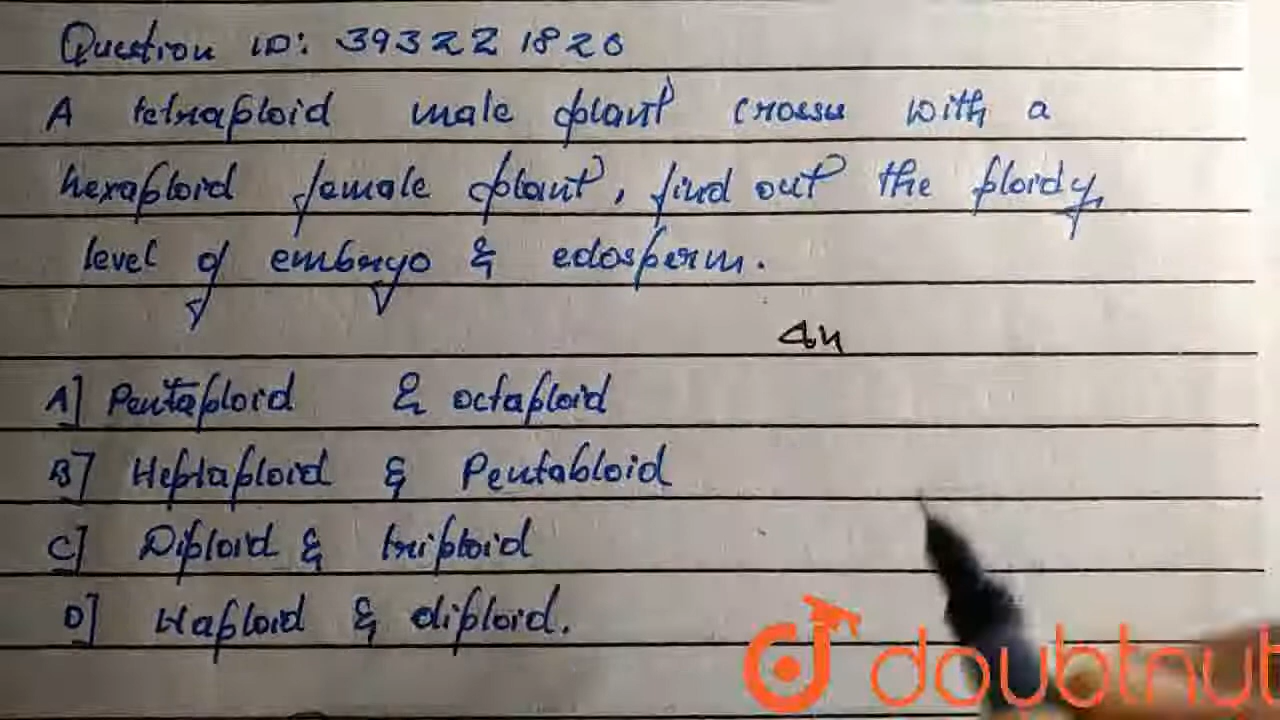 Question ID: 393221820
A tetraploid male plant crosses with a
hexaploid female plant, find out the ploidy
level of embryo & edosperm.
4n
A] Pentaploid & octaploid
B] Heptaploid & Pentabloid
C] Diploid & triploid
D] Haploid & diploid.
doubtnut